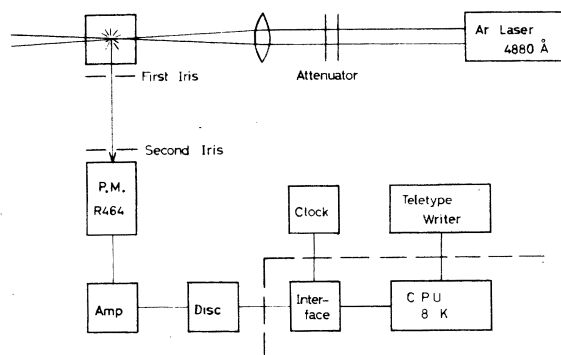 Ar Laser
4880 Å
Attenuator
First Iris
Second Iris
P.M.
R464
Clock
Teletype
Writer
Amp
Disc
Inter-
face
C P U
8 K